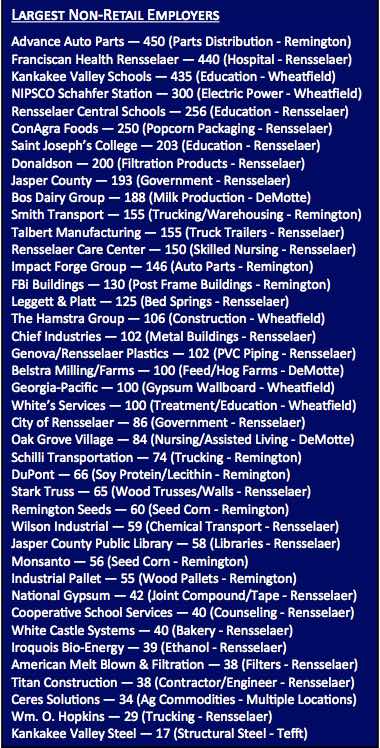 LARGEST NON-RETAIL EMPLOYERS
Advance Auto Parts — 450 (Parts Distribution - Remington)
Franciscan Health Rensselaer — 440 (Hospital - Rensselaer)
Kankakee Valley Schools — 435 (Education - Wheatfield)
NIPSCO Schahfer Station — 300 (Electric Power - Wheatfield)
Rensselaer Central Schools — 256 (Education - Rensselaer)
ConAgra Foods — 250 (Popcorn Packaging - Rensselaer)
Saint Joseph's College — 203 (Education - Rensselaer)
Donaldson — 200 (Filtration Products - Rensselaer)
Jasper County — 193 (Government - Rensselaer)
Bos Dairy Group — 188 (Milk Production - DeMotte)
Smith Transport — 155 (Trucking/Warehousing - Remington)
Talbert Manufacturing — 155 (Truck Trailers - Rensselaer)
Rensselaer Care Center — 150 (Skilled Nursing - Rensselaer)
Impact Forge Group — 146 (Auto Parts - Remington)
FBi Buildings — 130 (Post Frame Buildings - Remington)
Leggett & Platt — 125 (Bed Springs - Rensselaer)
The Hamstra Group — 106 (Construction - Wheatfield)
Chief Industries — 102 (Metal Buildings - Rensselaer)
Genova/Rensselaer Plastics — 102 (PVC Piping - Rensselaer)
Belstra Milling/Farms — 100 (Feed/Hog Farms - DeMotte)
Georgia-Pacific — 100 (Gypsum Wallboard - Wheatfield)
White's Services — 100 (Treatment/Education - Wheatfield)
City of Rensselaer — 86 (Government - Rensselaer)
Oak Grove Village — 84 (Nursing/Assisted Living - DeMotte)
Schilli Transportation — 74 (Trucking - Remington)
DuPont — 66 (Soy Protein/Lecithin - Remington)
Stark Truss — 65 (Wood Trusses/Walls - Rensselaer)
Remington Seeds — 60 (Seed Corn - Remington)
Wilson Industrial — 59 (Chemical Transport - Rensselaer)
Jasper County Public Library — 58 (Libraries - Rensselaer)
Monsanto — 56 (Seed Corn - Remington)
Industrial Pallet — 55 (Wood Pallets - Remington)
National Gypsum — 42 (Joint Compound/Tape - Rensselaer)
Cooperative School Services — 40 (Counseling - Rensselaer)
White Castle Systems — 40 (Bakery - Rensselaer)
Iroquois Bio-Energy — 39 (Ethanol - Rensselaer)
American Melt Blown & Filtration — 38 (Filters - Rensselaer)
Titan Construction — 38 (Contractor/Engineer - Rensselaer)
Ceres Solutions — 34 (Ag Commodities - Multiple Locations)
Wm. O. Hopkins — 29 (Trucking - Rensselaer)
Kankakee Valley Steel — 17 (Structural Steel - Tefft)